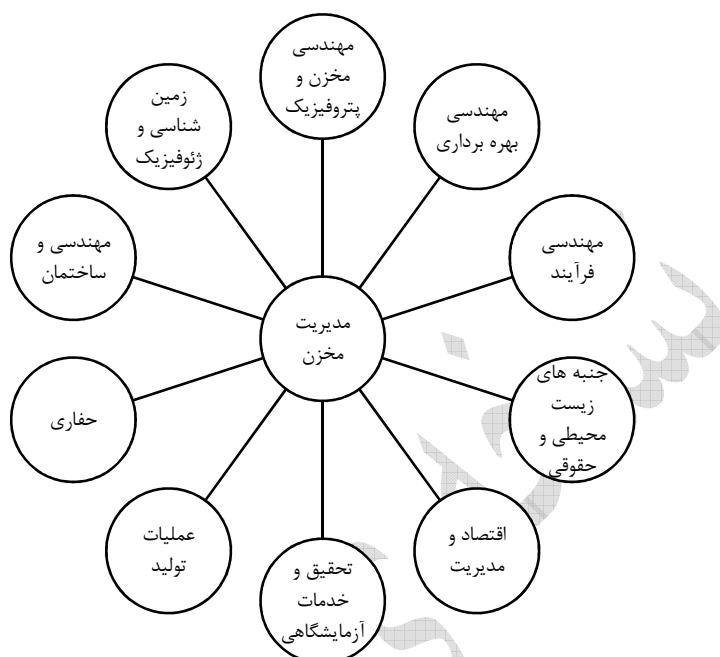 مهندسی
مخزن و
پتروفیزیک
مهندسی
بهره برداری
مهندسی
فرآیند
جنبه های
زیست
محیطی و
حقوقی
اقتصاد و
مدیریت
تحقیق و
خدمات
آزمایشگاهی
عملیات
تولید
حفاری
مهندسی و
ساختمان
زمین
شناسی و
ژئوفیزیک
مدیریت
مخزن